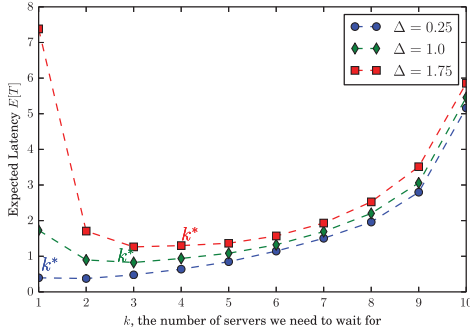 8
7
6
5
4
3
2
1
0
Expected Latency E[T]
Δ = 0.25
Δ = 1.0
Δ = 1.75
k*
k*
k*
1 2 3 4 5 6 7 8 9 10
k, the number of servers we need to wait for